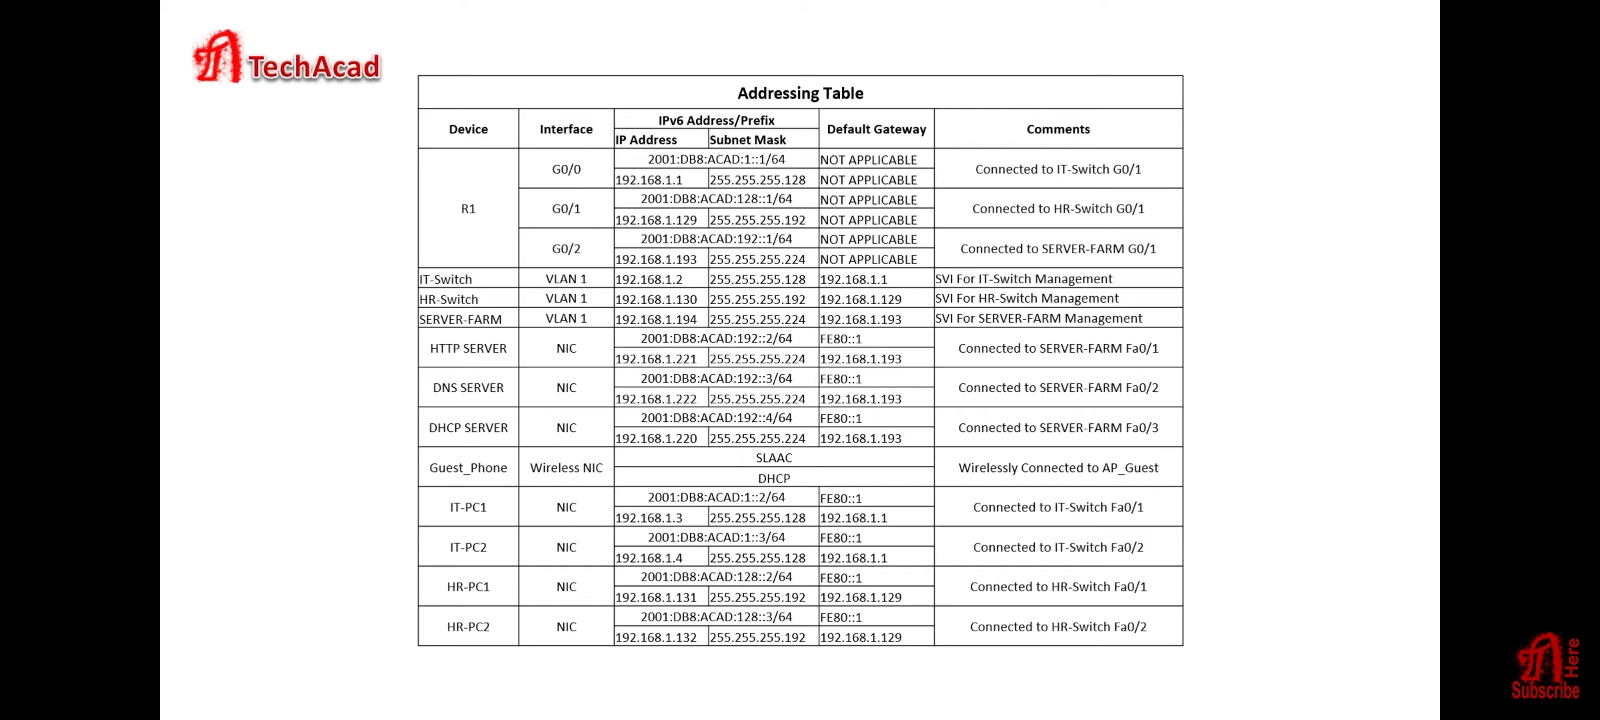 TechAcad
Addressing Table
Device Interface IPv6 Address/Prefix Default Gateway Comments
IP Address Subnet Mask
R1 G0/0 2001:DB8:ACAD:1::1/64 NOT APPLICABLE Connected to IT-Switch G0/1
192.168.1.1 255.255.255.128 NOT APPLICABLE
G0/1 2001:DB8:ACAD:128::1/64 NOT APPLICABLE Connected to HR-Switch G0/1
192.168.1.129 255.255.255.192 NOT APPLICABLE
G0/2 2001:DB8:ACAD:192::1/64 NOT APPLICABLE Connected to SERVER-FARM G0/1
192.168.1.193 255.255.255.224 NOT APPLICABLE
IT-Switch VLAN 1 192.168.1.2 255.255.255.128 192.168.1.1 SVI For IT-Switch Management
HR-Switch VLAN 1 192.168.1.130 255.255.255.192 192.168.1.129 SVI For HR-Switch Management
SERVER-FARM VLAN 1 192.168.1.194 255.255.255.224 192.168.1.193 SVI For SERVER-FARM Management
HTTP SERVER NIC 2001:DB8:ACAD:192::2/64 FE80::1 Connected to SERVER-FARM Fa0/1
192.168.1.221 255.255.255.224 192.168.1.193
DNS SERVER NIC 2001:DB8:ACAD:192::3/64 FE80::1 Connected to SERVER-FARM Fa0/2
192.168.1.222 255.255.255.224 192.168.1.193
DHCP SERVER NIC 2001:DB8:ACAD:192::4/64 FE80::1 Connected to SERVER-FARM Fa0/3
192.168.1.220 255.255.255.224 192.168.1.193
Guest_Phone Wireless NIC SLAAC Wirelessly Connected to AP_Guest
DHCP
IT-PC1 NIC 2001:DB8:ACAD:1::2/64 FE80::1 Connected to IT-Switch Fa0/1
192.168.1.3 255.255.255.128 192.168.1.1
IT-PC2 NIC 2001:DB8:ACAD:1::3/64 FE80::1 Connected to IT-Switch Fa0/2
192.168.1.4 255.255.255.128 192.168.1.1
HR-PC1 NIC 2001:DB8:ACAD:128::2/64 FE80::1 Connected to HR-Switch Fa0/1
192.168.1.131 255.255.255.192 192.168.1.129
HR-PC2 NIC 2001:DB8:ACAD:128::3/64 FE80::1 Connected to HR-Switch Fa0/2
192.168.1.132 255.255.255.192 192.168.1.129
Subscribe Here